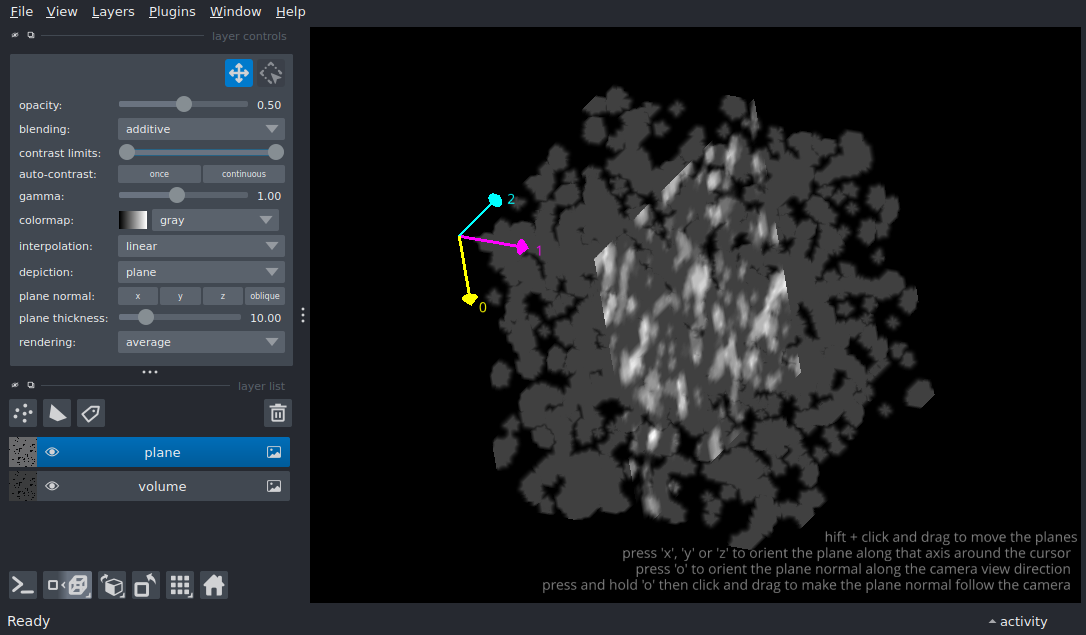 File View Layers Plugins Window Help
layer controls
opacity: 0.50
blending: additive
contrast limits:
auto-contrast: once continuous
gamma: 1.00
colormap: gray
interpolation: linear
depiction: plane
plane normal: x y z oblique
plane thickness: 10.00
rendering: average
layer list
plane
volume
2
1
0
hift + click and drag to move the planes
press 'x', 'y' or 'z' to orient the plane along that axis around the cursor
press 'o' to orient the plane normal along the camera view direction
press and hold 'o' then click and drag to make the plane normal follow the camera
Ready activity